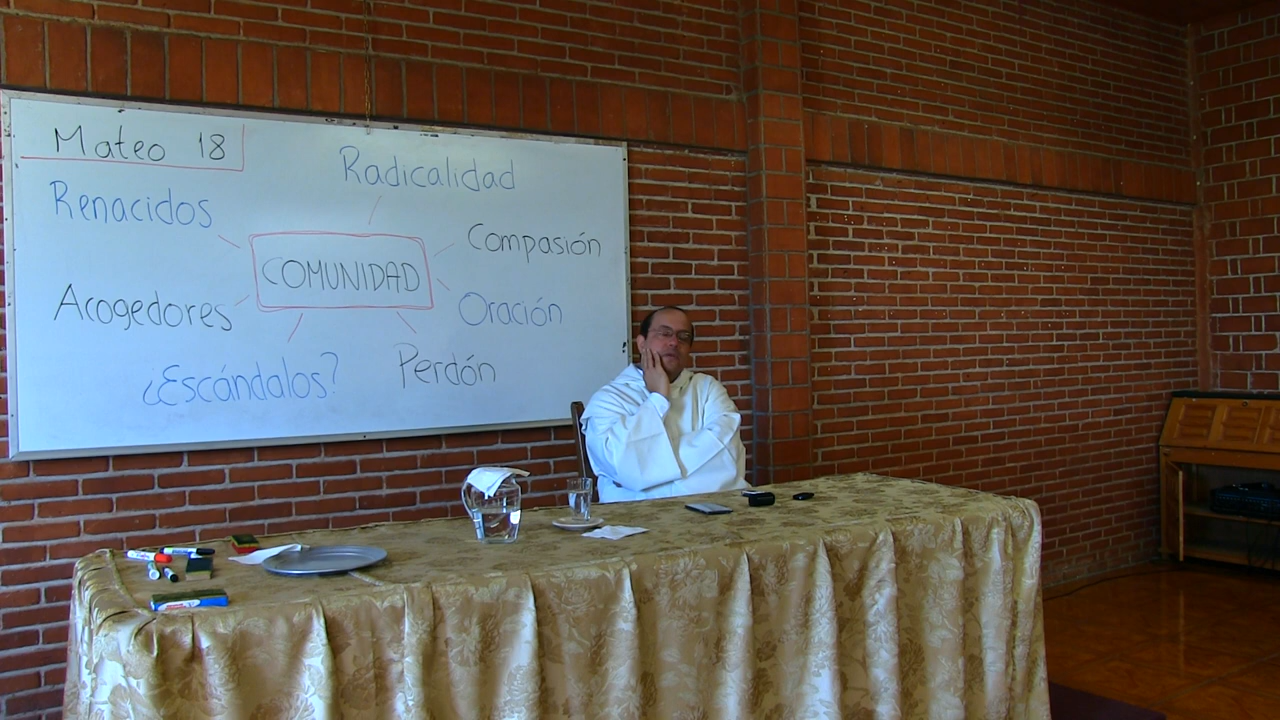 Mateo 18
Radicalidad
Renacidos
Compasión
COMUNIDAD
Acogedores
Oración
¿Escándalos?
Perdón